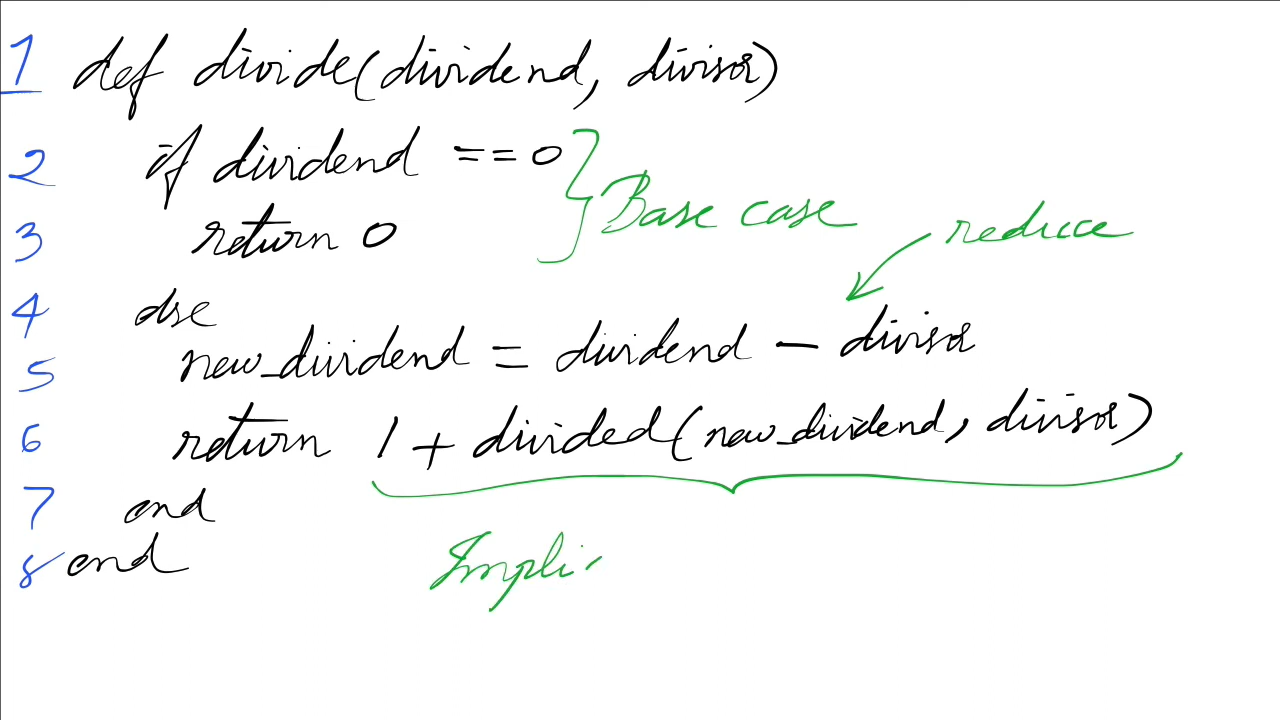 1 def divide(dividend, divisor)
2 if dividend == 0
Base case
3 return 0
reduce
4 else
5 new_dividend = dividend - divisor
6 return 1 + divided(new_dividend, divisor)
7 end
8 end
Impli